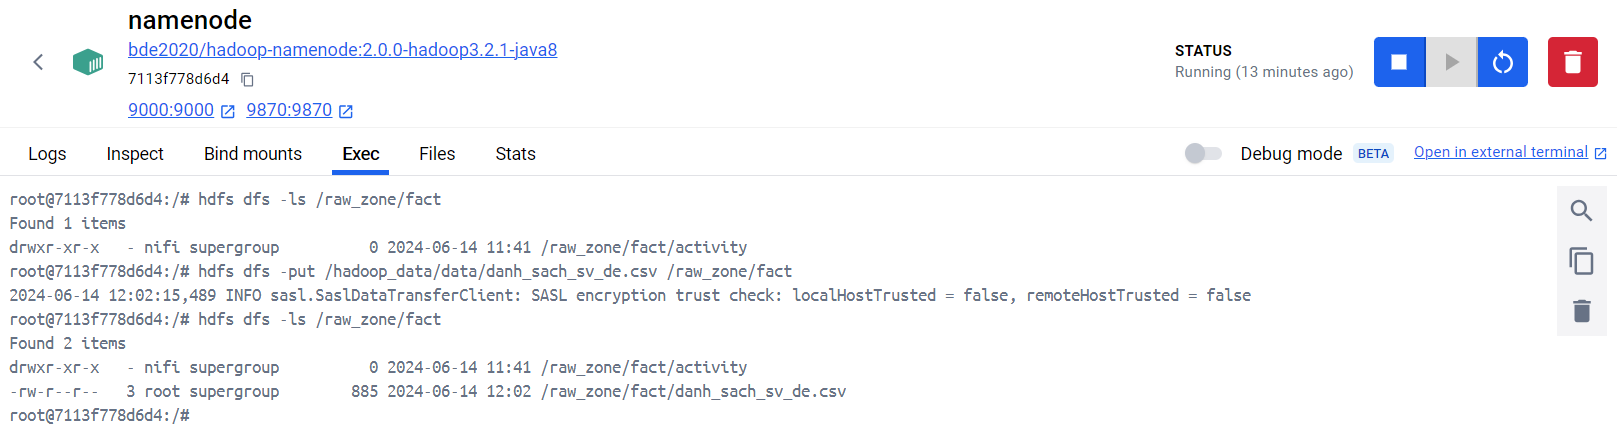 namenode
bde2020/hadoop-namenode:2.0.0-hadoop3.2.1-java8
7113f778d6d4
9000:9000 9870:9870
STATUS
Running (13 minutes ago)
Logs Inspect Bind mounts Exec Files Stats
Debug mode BETA Open in external terminal
root@7113f778d6d4:/# hdfs dfs -ls /raw_zone/fact
Found 1 items
drwxr-xr-x   - nifi supergroup          0 2024-06-14 11:41 /raw_zone/fact/activity
root@7113f778d6d4:/# hdfs dfs -put /hadoop_data/data/danh_sach_sv_de.csv /raw_zone/fact
2024-06-14 12:02:15,489 INFO sasl.SaslDataTransferClient: SASL encryption trust check: localHostTrusted = false, remoteHostTrusted = false
root@7113f778d6d4:/# hdfs dfs -ls /raw_zone/fact
Found 2 items
drwxr-xr-x   - nifi supergroup          0 2024-06-14 11:41 /raw_zone/fact/activity
-rw-r--r--   3 root supergroup        885 2024-06-14 12:02 /raw_zone/fact/danh_sach_sv_de.csv
root@7113f778d6d4:/#